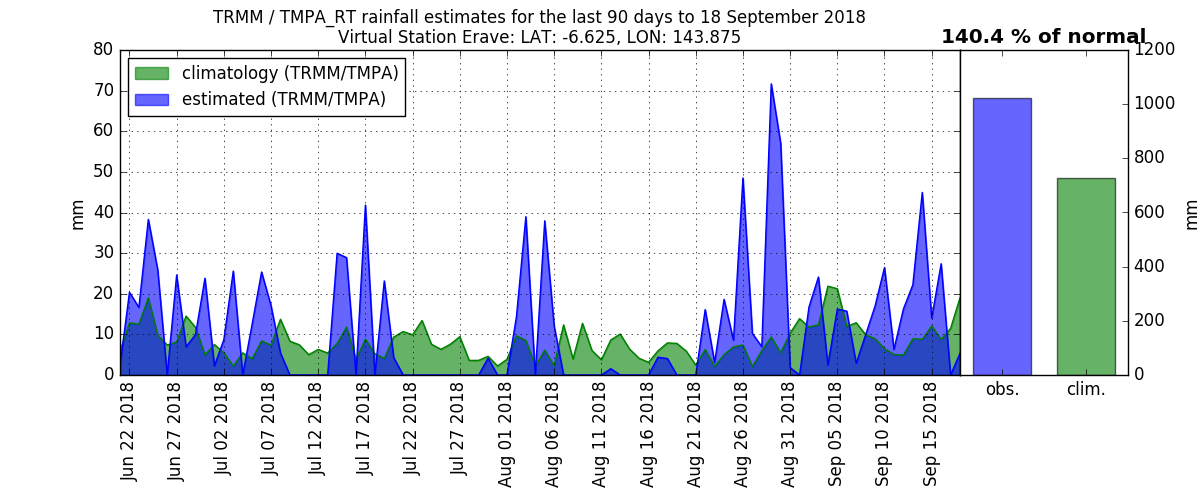 TRMM / TMPA_RT rainfall estimates for the last 90 days to 18 September 2018
Virtual Station Erave: LAT: -6.625, LON: 143.875
140.4 % of normal
climatology (TRMM/TMPA)
estimated (TRMM/TMPA)
80
70
60
50
40
30
20
10
0
mm
1200
1000
800
600
400
200
0
mm
Jun 22 2018
Jun 27 2018
Jul 02 2018
Jul 07 2018
Jul 12 2018
Jul 17 2018
Jul 22 2018
Jul 27 2018
Aug 01 2018
Aug 06 2018
Aug 11 2018
Aug 16 2018
Aug 21 2018
Aug 26 2018
Aug 31 2018
Sep 05 2018
Sep 10 2018
Sep 15 2018
obs.
clim.